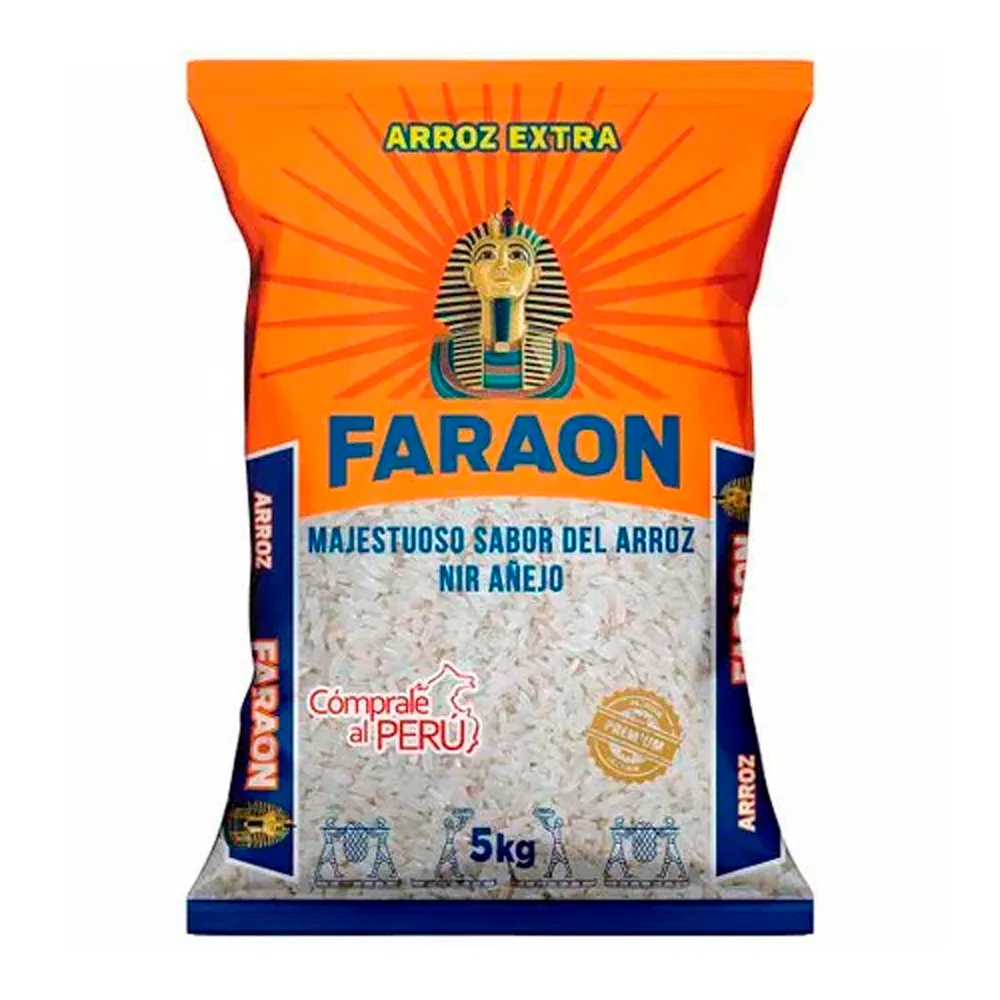 ARROZ EXTRA
FARAON
MAJESTUOSO SABOR DEL ARROZ
NIR AÑEJO
Cómprale
al PERÚ
PREMIUM
5kg
ARROZ
FARAON
FARAON
ARROZ